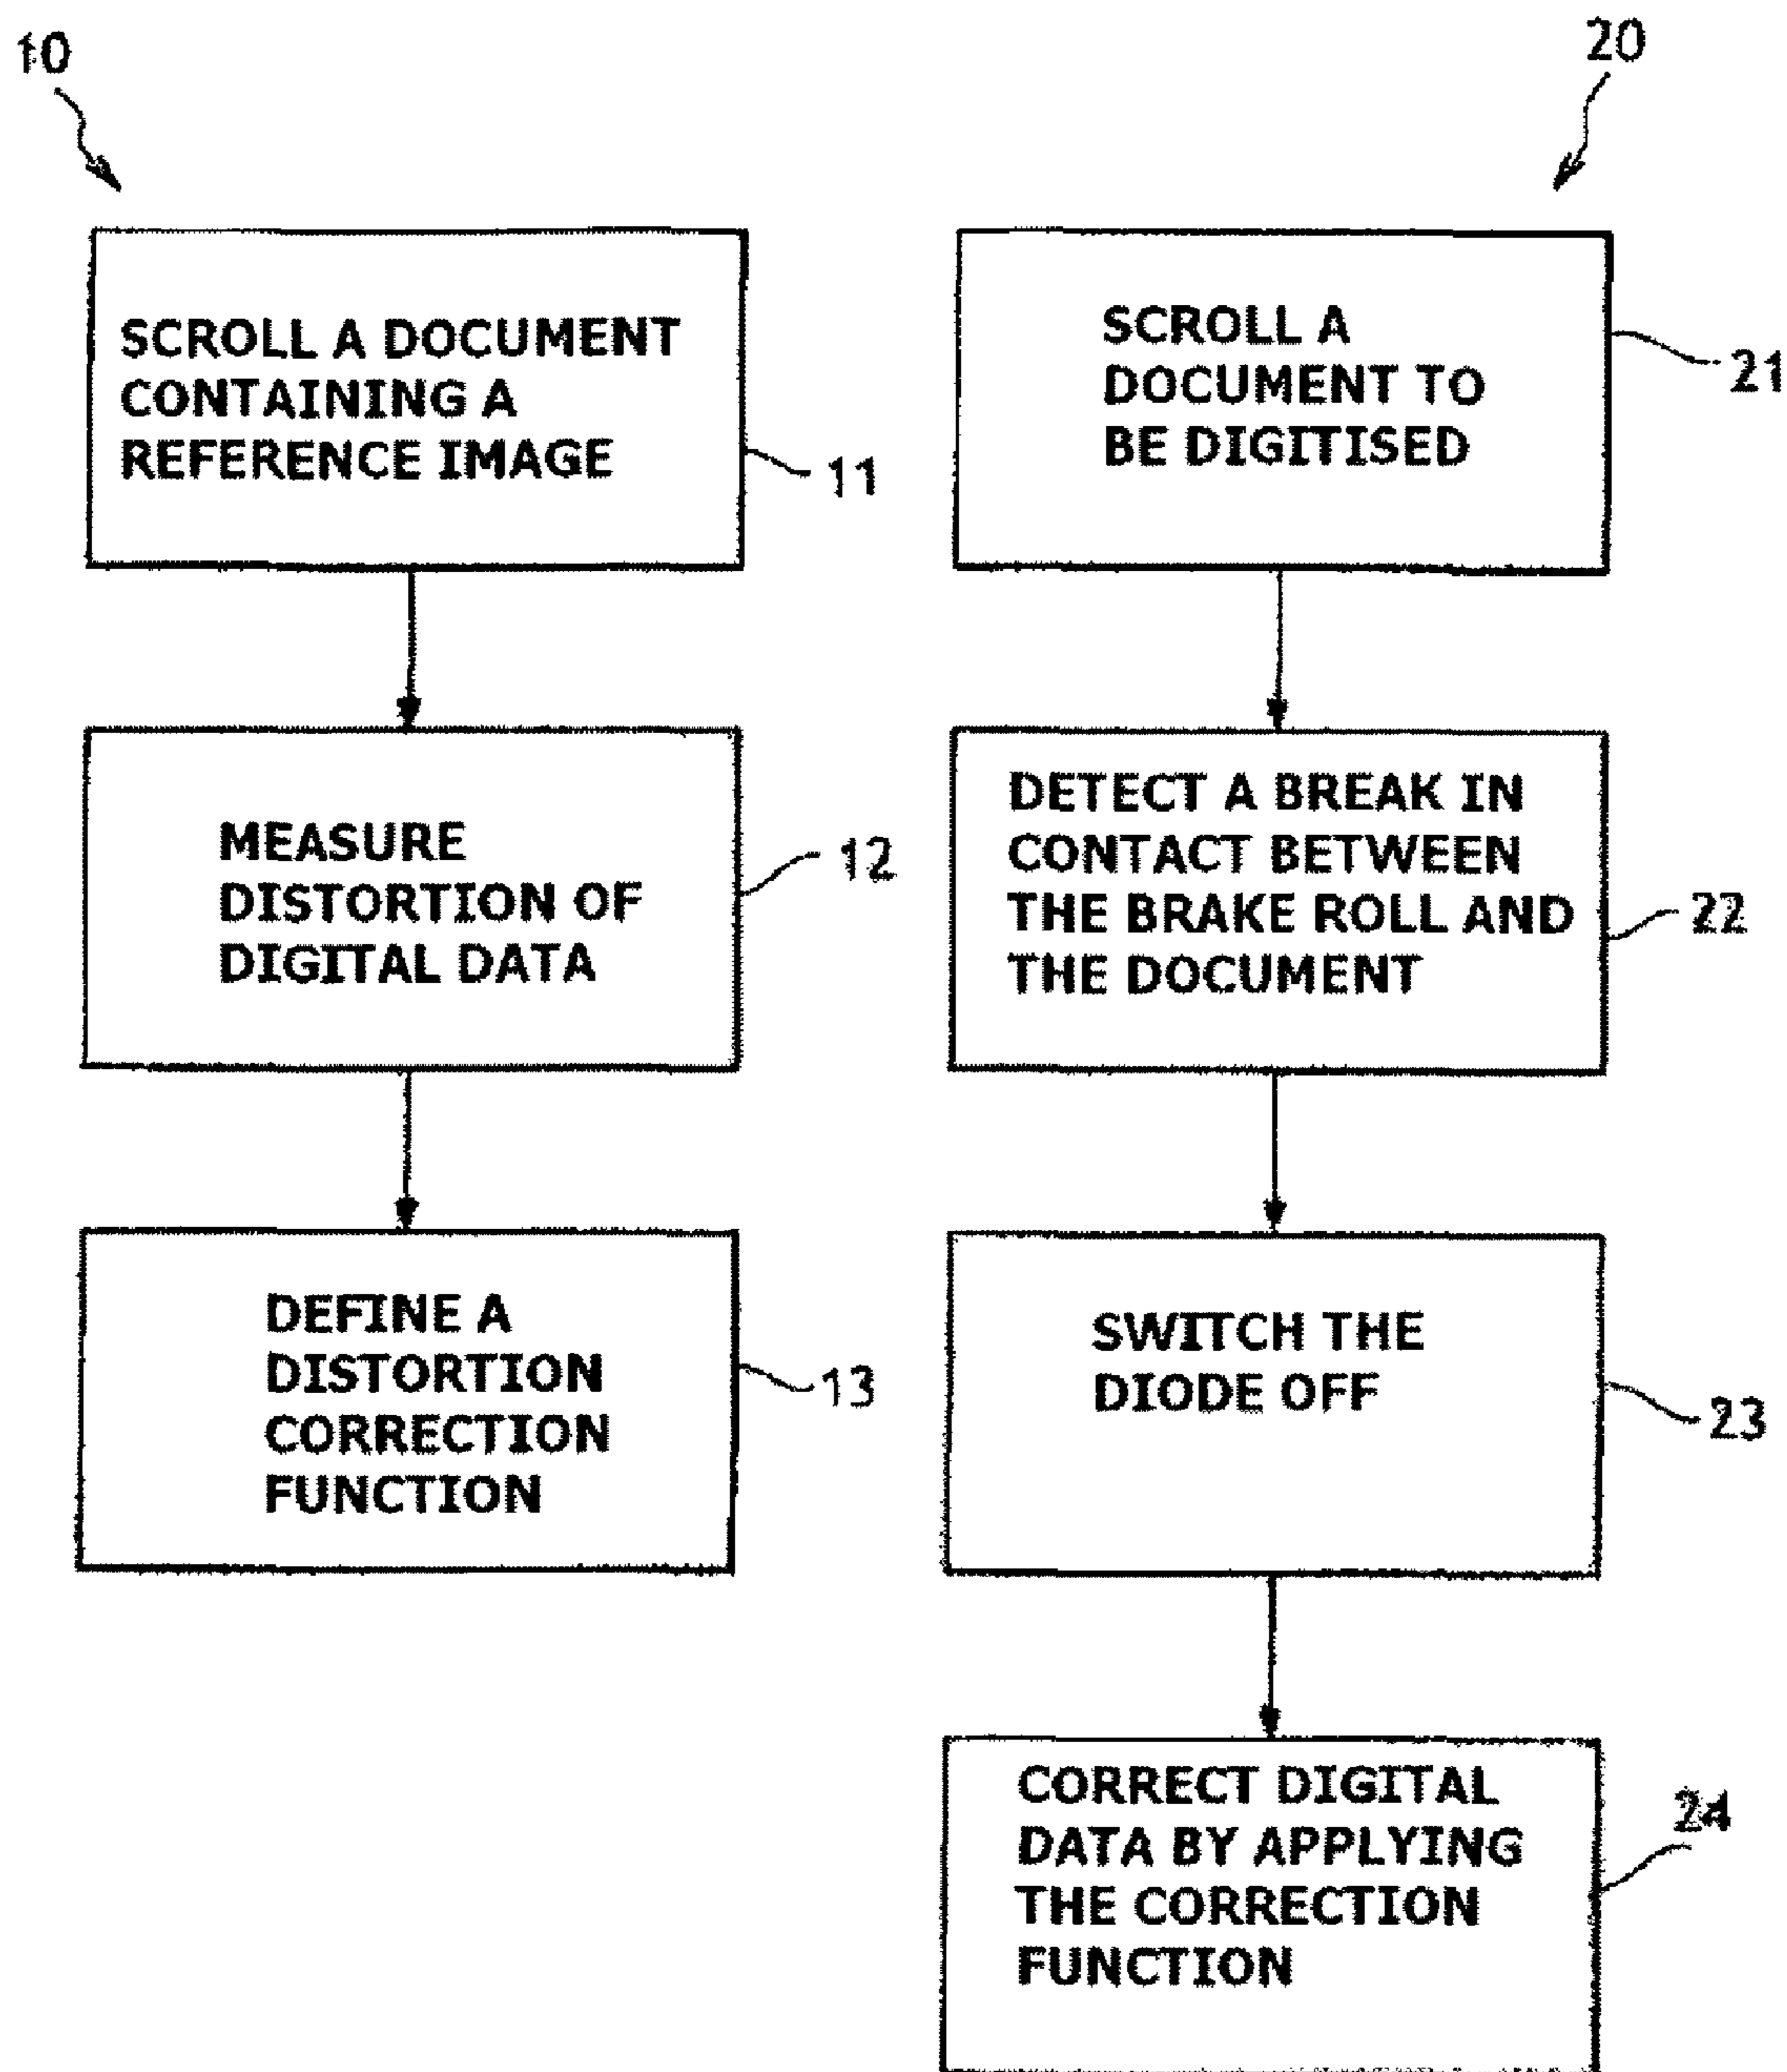 10
SCROLL A DOCUMENT
CONTAINING A
REFERENCE IMAGE
11
MEASURE
DISTORTION OF
DIGITAL DATA
12
DEFINE A
DISTORTION
CORRECTION
FUNCTION
13
20
SCROLL A
DOCUMENT TO
BE DIGITISED
21
DETECT A BREAK IN
CONTACT BETWEEN
THE BRAKE ROLL AND
THE DOCUMENT
22
SWITCH THE
DIODE OFF
23
CORRECT DIGITAL
DATA BY APPLYING
THE CORRECTION
FUNCTION
24